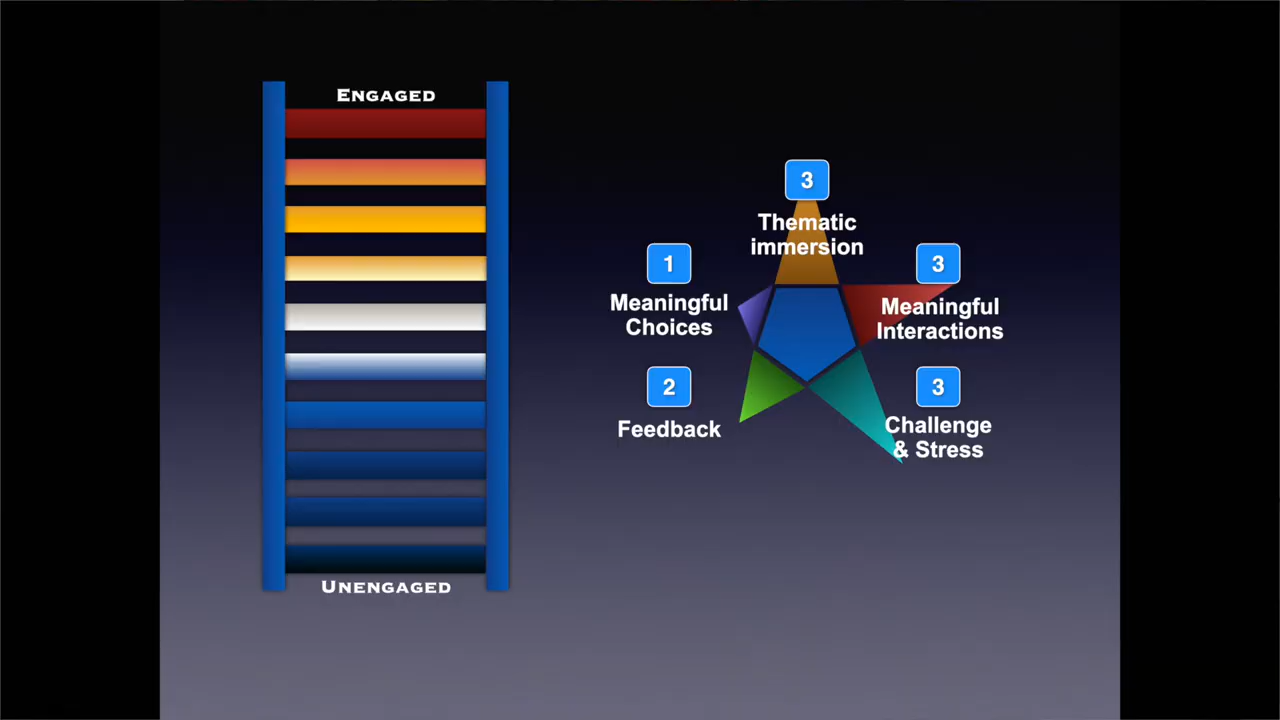 ENGAGED
UNENGAGED
3
Thematic
immersion
1
Meaningful
Choices
3
Meaningful
Interactions
2
Feedback
3
Challenge
& Stress